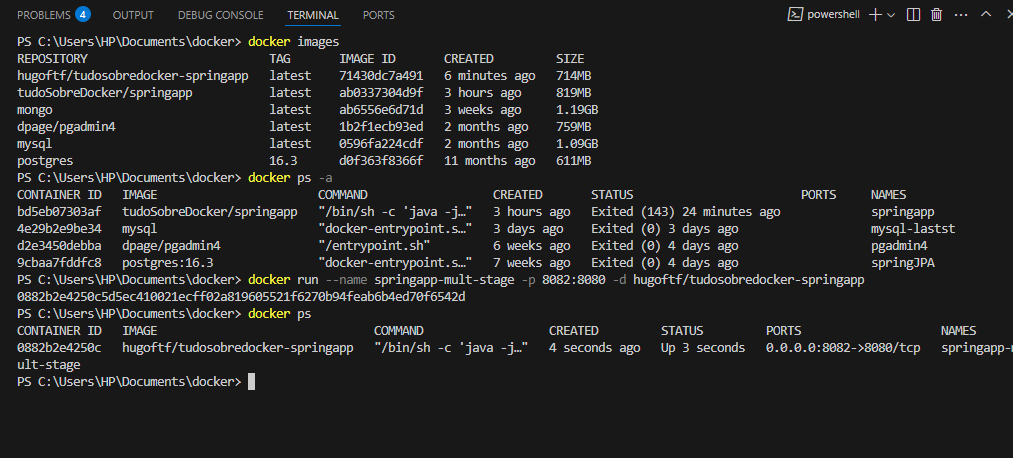 PROBLEMS 4 OUTPUT DEBUG CONSOLE TERMINAL PORTS powershell
PS C:\Users\HP\Documents\docker> docker images
REPOSITORY TAG IMAGE ID CREATED SIZE
hugoftf/tudosobredocker-springapp latest 71430dc7a491 6 minutes ago 714MB
tudoSobreDocker/springapp latest ab0337304d9f 3 hours ago 819MB
mongo latest ab6556e6d71d 3 weeks ago 1.19GB
dpage/pgadmin4 latest 1b2f1ecb93ed 2 months ago 759MB
mysql latest 0596fa224cdf 2 months ago 1.09GB
postgres 16.3 d0f363f8366f 11 months ago 611MB
PS C:\Users\HP\Documents\docker> docker ps -a
CONTAINER ID IMAGE COMMAND CREATED STATUS PORTS NAMES
bd5eb07303af tudoSobreDocker/springapp "/bin/sh -c 'java -j…" 3 hours ago Exited (143) 24 minutes ago springapp
4e29b2e9be34 mysql "docker-entrypoint.s…" 3 days ago Exited (0) 3 days ago mysql-lastst
d2e3450debba dpage/pgadmin4 "/entrypoint.sh" 6 weeks ago Exited (0) 4 days ago pgadmin4
9cbaa7fddfc8 postgres:16.3 "docker-entrypoint.s…" 7 weeks ago Exited (0) 4 days ago springJPA
PS C:\Users\HP\Documents\docker> docker run --name springapp-mult-stage -p 8082:8080 -d hugoftf/tudosobredocker-springapp
0882b2e4250c5d5ec410021ecff02a819605521f6270b94feab6b4ed70f6542d
PS C:\Users\HP\Documents\docker> docker ps
CONTAINER ID IMAGE COMMAND CREATED STATUS PORTS NAMES
0882b2e4250c hugoftf/tudosobredocker-springapp "/bin/sh -c 'java -j…" 4 seconds ago Up 3 seconds 0.0.0.0:8082->8080/tcp springapp-m
ult-stage
PS C:\Users\HP\Documents\docker>